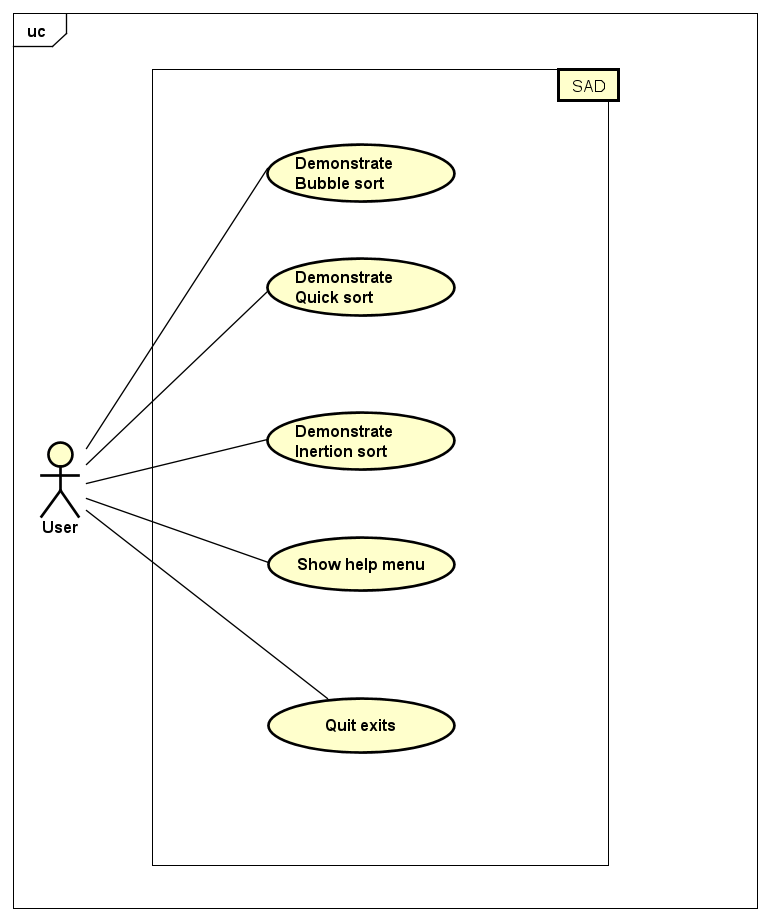 uc
SAD
Demonstrate
Bubble sort
Demonstrate
Quick sort
Demonstrate
Inertion sort
Show help menu
User
Quit exits